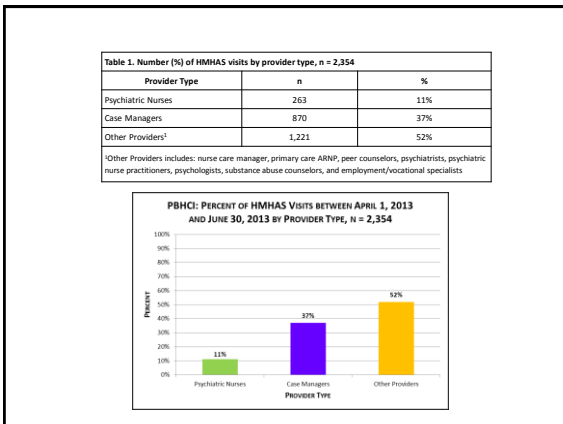 Table 1. Number (%) of HMHAS visits by provider type, n = 2,354
Provider Type n %
Psychiatric Nurses 263 11%
Case Managers 870 37%
Other Providers¹ 1,221 52%
¹Other Providers includes: nurse care manager, primary care ARNP, peer counselors, psychiatrists, psychiatric
nurse practitioners, psychologists, substance abuse counselors, and employment/vocational specialists
PBHCI: PERCENT OF HMHAS VISITS BETWEEN APRIL 1, 2013
AND JUNE 30, 2013 BY PROVIDER TYPE, N = 2,354
100%
90%
80%
70%
60%
50%
40%
30%
20%
10%
0%
PERCENT
11%
37%
52%
Psychiatric Nurses Case Managers Other Providers
PROVIDER TYPE